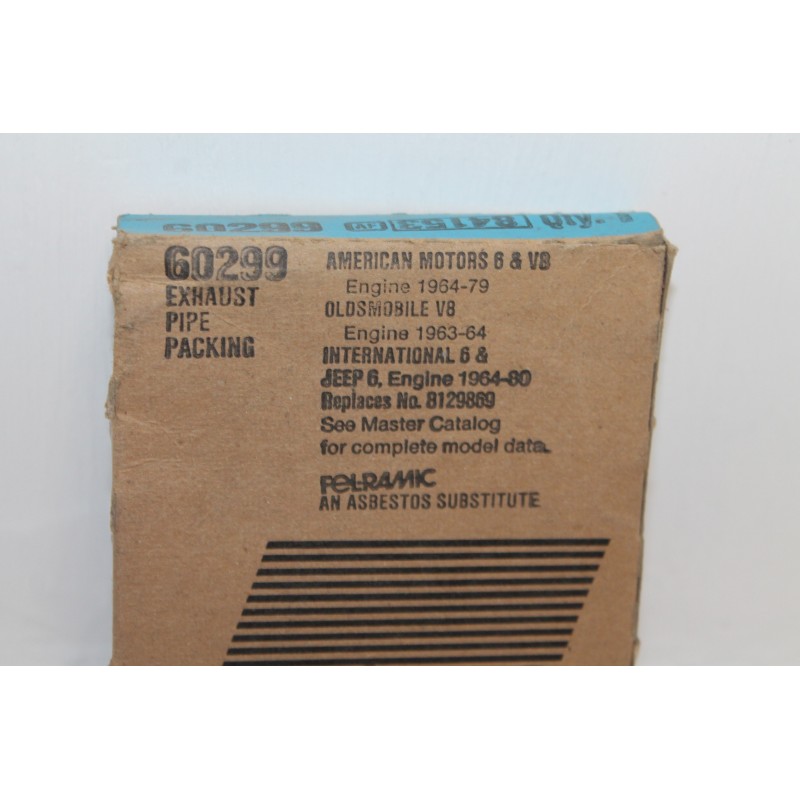 60299
EXHAUST
PIPE
PACKING
AMERICAN MOTORS 6 & V8
Engine 1964-79
OLDSMOBILE V8
Engine 1963-64
INTERNATIONAL 6 &
JEEP 6, Engine 1964-80
Replaces No. 8129869
See Master Catalog
for complete model data.
FEL-RAMIC
AN ASBESTOS SUBSTITUTE